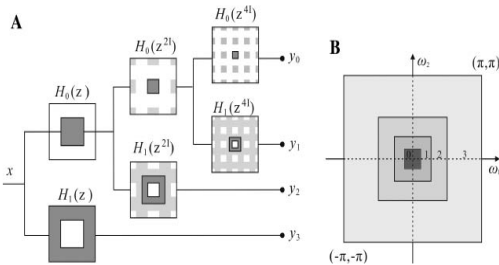 A
H₀(z⁴ᴵ)
H₀(z²ᴵ)
y₀
H₀(z)
H₁(z⁴ᴵ)
y₁
H₁(z²ᴵ)
x
y₂
H₁(z)
y₃
B
ω₂
(π,π)
0 1 2 3
ω₁
(-π,-π)